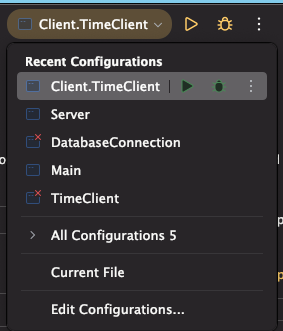 Client.TimeClient
Recent Configurations
Client.TimeClient
Server
DatabaseConnection
Main
TimeClient
All Configurations 5
Current File
Edit Configurations...